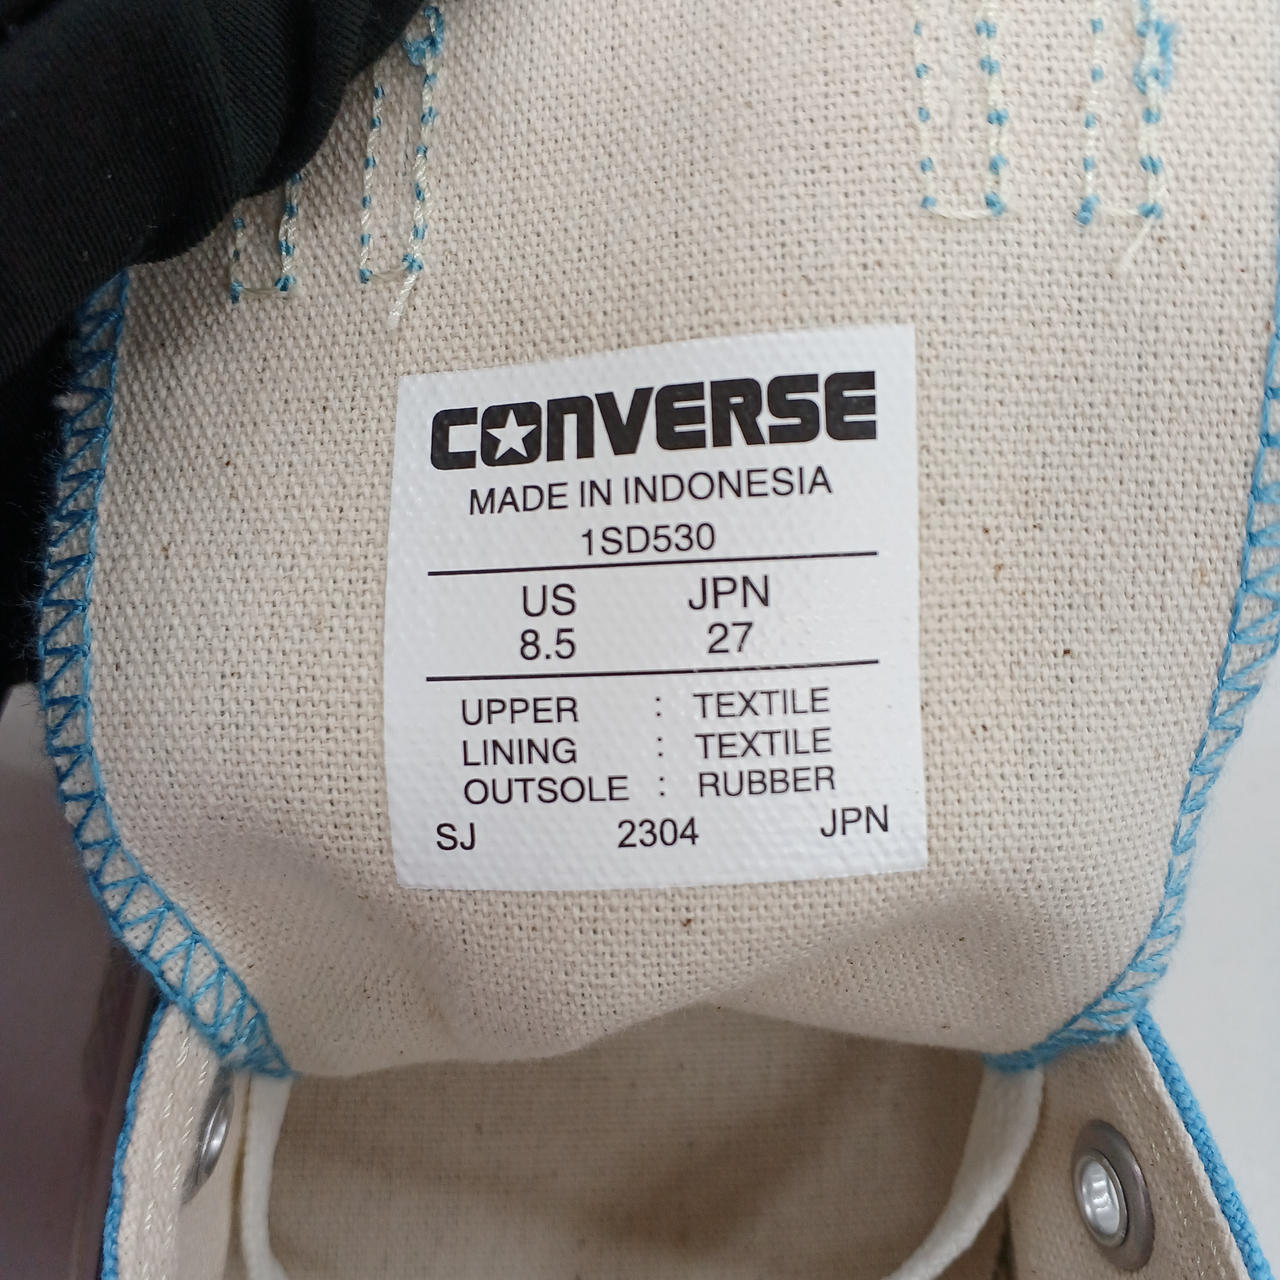 CONVERSE
MADE IN INDONESIA
1SD530
US JPN
8.5 27
UPPER : TEXTILE
LINING : TEXTILE
OUTSOLE : RUBBER
SJ 2304 JPN